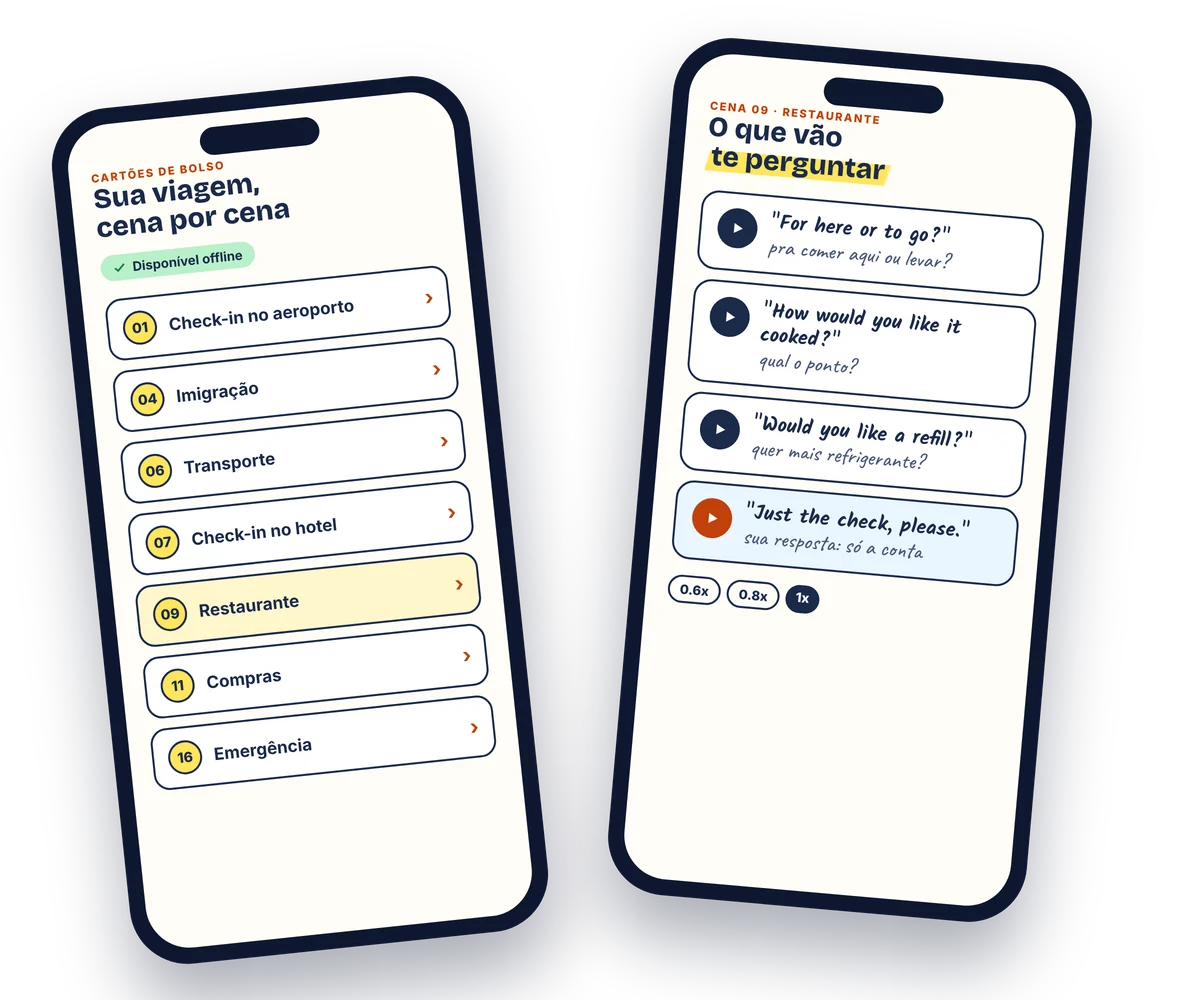 CARTÕES DE BOLSO
Sua viagem,
cena por cena
✓ Disponível offline
01 Check-in no aeroporto ›
04 Imigração ›
06 Transporte ›
07 Check-in no hotel ›
09 Restaurante ›
11 Compras ›
16 Emergência ›
CENA 09 · RESTAURANTE
O que vão
te perguntar
"For here or to go?"
pra comer aqui ou levar?
"How would you like it
cooked?"
qual o ponto?
"Would you like a refill?"
quer mais refrigerante?
"Just the check, please."
sua resposta: só a conta
0.6x 0.8x 1x